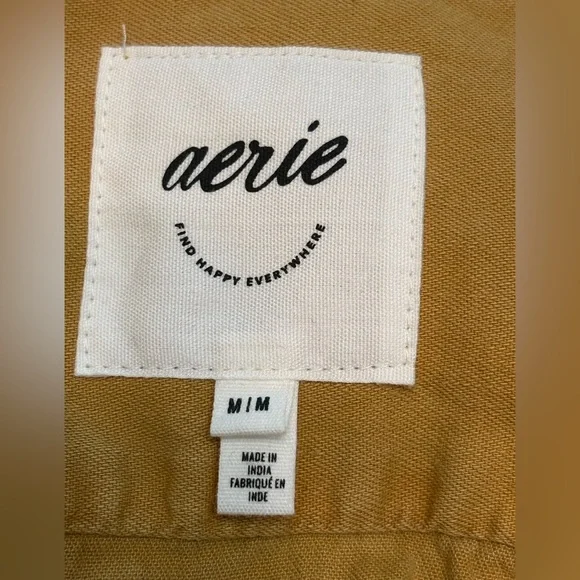 aerie
FIND HAPPY EVERYWHERE
M | M
MADE IN
INDIA
FABRIQUÉ EN
INDE